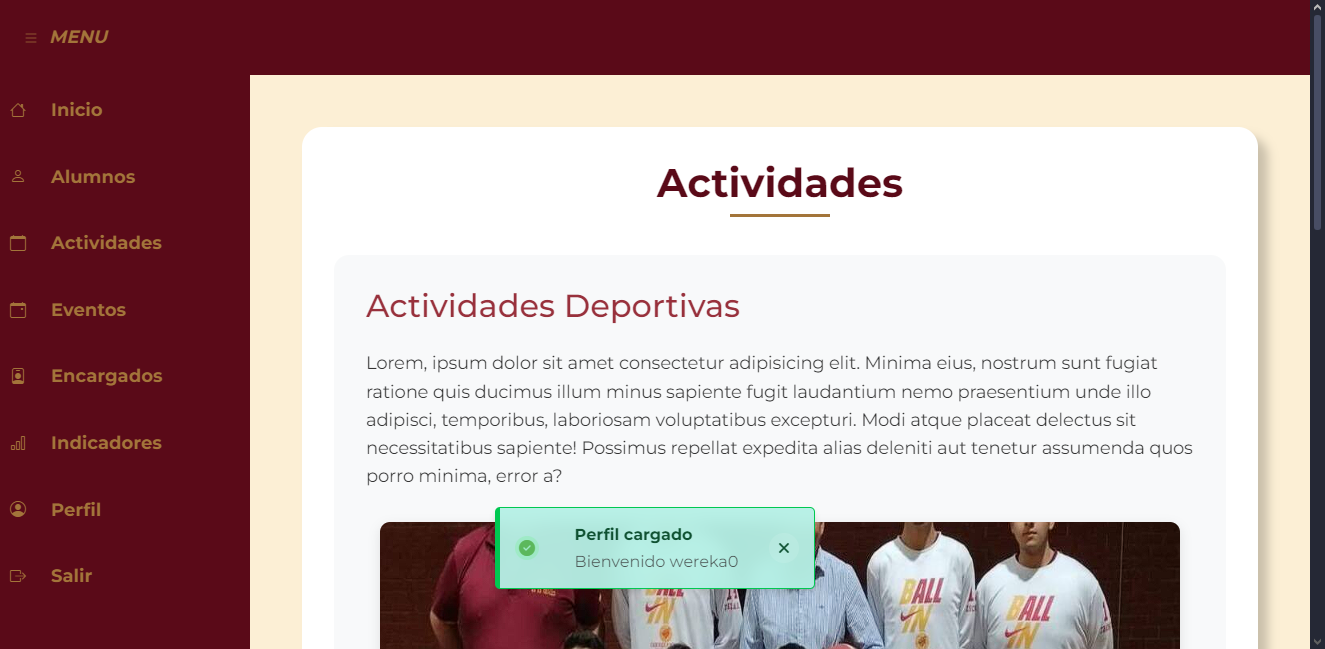 MENU
Inicio
Alumnos
Actividades
Eventos
Encargados
Indicadores
Perfil
Salir
Actividades
Actividades Deportivas
Lorem, ipsum dolor sit amet consectetur adipisicing elit. Minima eius, nostrum sunt fugiat
ratione quis ducimus illum minus sapiente fugit laudantium nemo praesentium unde illo
adipisci, temporibus, laboriosam voluptatibus excepturi. Modi atque placeat delectus sit
necessitatibus sapiente! Possimus repellat expedita alias deleniti aut tenetur assumenda quos
porro minima, error a?
Perfil cargado
Bienvenido wereka0
BALL
IN
BALL
IN